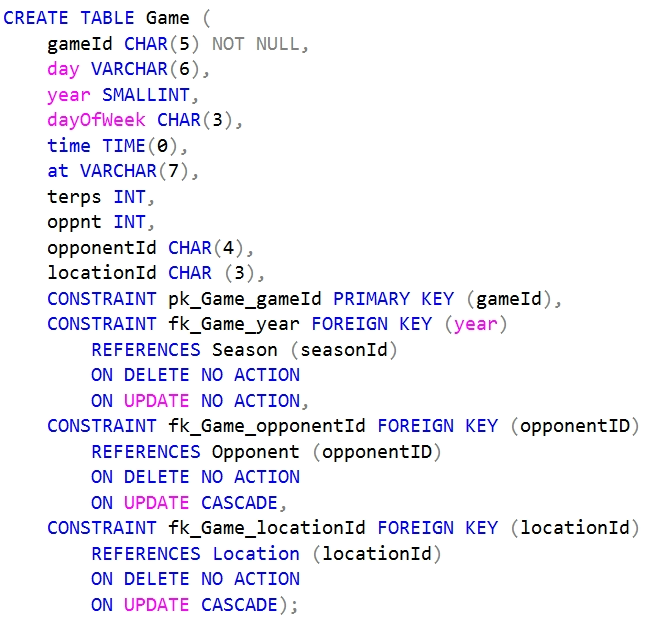 CREATE TABLE Game (
gameId CHAR(5) NOT NULL,
day VARCHAR(6),
year SMALLINT,
dayOfWeek CHAR(3),
time TIME(0),
at VARCHAR(7),
terps INT,
oppnt INT,
opponentId CHAR(4),
locationId CHAR (3),
CONSTRAINT pk_Game_gameId PRIMARY KEY (gameId),
CONSTRAINT fk_Game_year FOREIGN KEY (year)
REFERENCES Season (seasonId)
ON DELETE NO ACTION
ON UPDATE NO ACTION,
CONSTRAINT fk_Game_opponentId FOREIGN KEY (opponentID)
REFERENCES Opponent (opponentID)
ON DELETE NO ACTION
ON UPDATE CASCADE,
CONSTRAINT fk_Game_locationId FOREIGN KEY (locationId)
REFERENCES Location (locationId)
ON DELETE NO ACTION
ON UPDATE CASCADE);